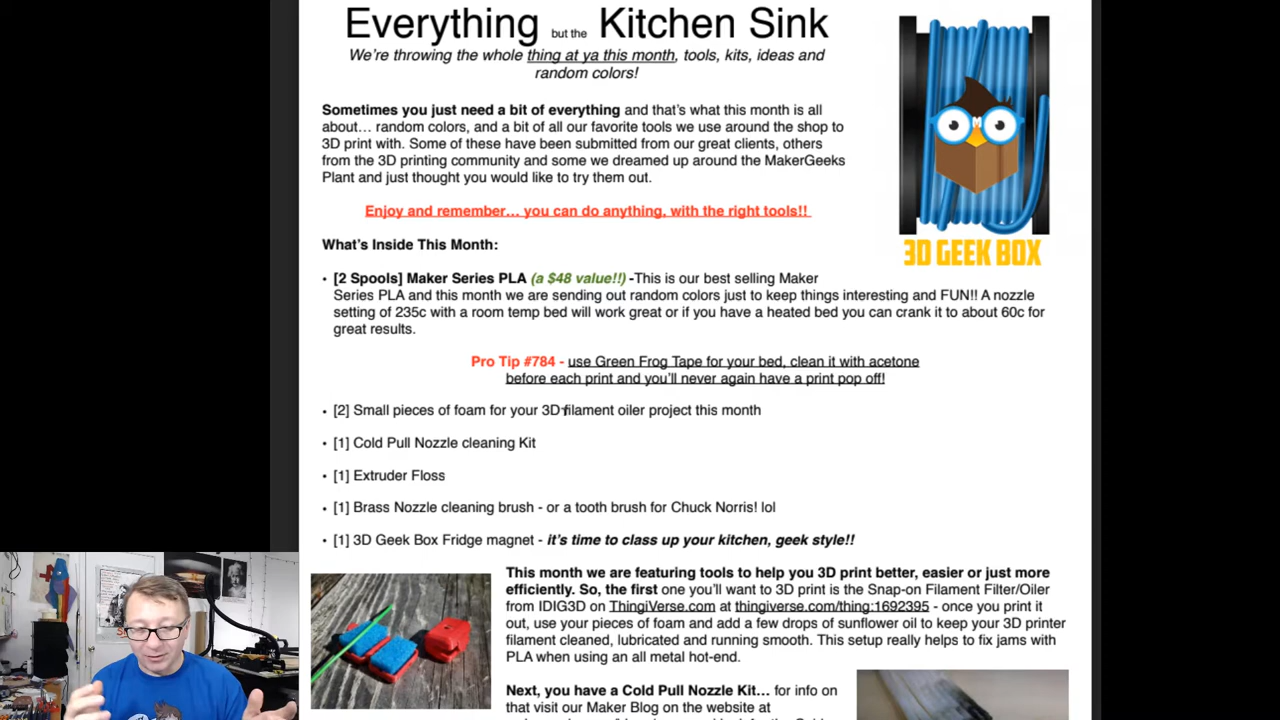 Everything but the Kitchen Sink
We're throwing the whole thing at ya this month, tools, kits, ideas and
random colors!
Sometimes you just need a bit of everything and that's what this month is all
about… random colors, and a bit of all our favorite tools we use around the shop to
3D print with. Some of these have been submitted from our great clients, others
from the 3D printing community and some we dreamed up around the MakerGeeks
Plant and just thought you would like to try them out.
Enjoy and remember… you can do anything, with the right tools!!
3D GEEK BOX
What's Inside This Month:
• [2 Spools] Maker Series PLA (a $48 value!!) -This is our best selling Maker
Series PLA and this month we are sending out random colors just to keep things interesting and FUN!! A nozzle
setting of 235c with a room temp bed will work great or if you have a heated bed you can crank it to about 60c for
great results.
Pro Tip #784 - use Green Frog Tape for your bed, clean it with acetone
before each print and you'll never again have a print pop off!
• [2] Small pieces of foam for your 3D filament oiler project this month
• [1] Cold Pull Nozzle cleaning Kit
• [1] Extruder Floss
• [1] Brass Nozzle cleaning brush - or a tooth brush for Chuck Norris! lol
• [1] 3D Geek Box Fridge magnet - it's time to class up your kitchen, geek style!!
This month we are featuring tools to help you 3D print better, easier or just more
efficiently. So, the first one you'll want to 3D print is the Snap-on Filament Filter/Oiler
from IDIG3D on ThingiVerse.com at thingiverse.com/thing:1692395 - once you print it
out, use your pieces of foam and add a few drops of sunflower oil to keep your 3D printer
filament cleaned, lubricated and running smooth. This setup really helps to fix jams with
PLA when using an all metal hot-end.
Next, you have a Cold Pull Nozzle Kit… for info on
that visit our Maker Blog on the website at